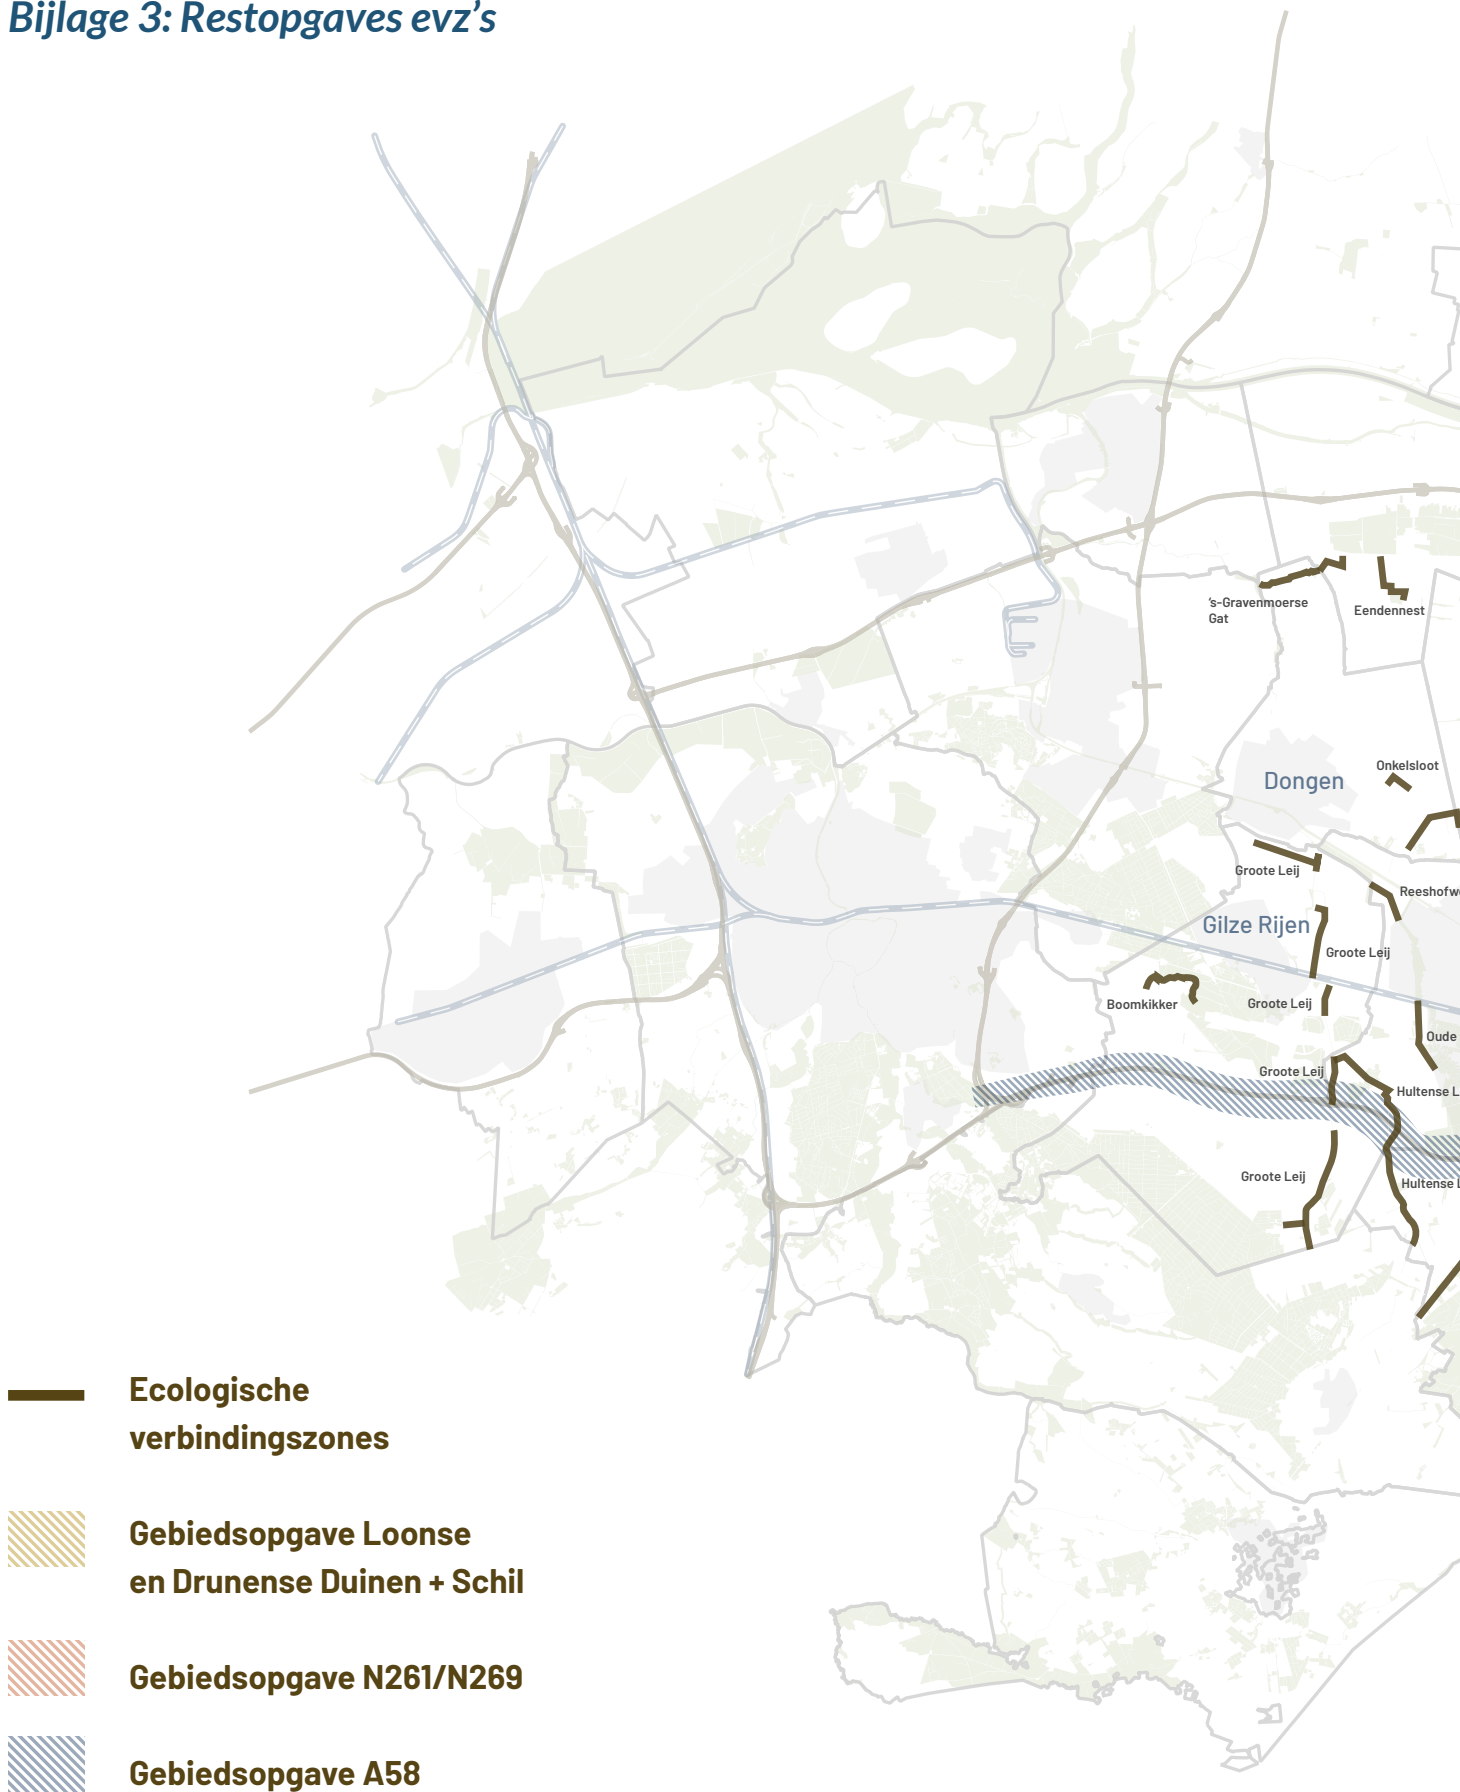 Bijlage 3: Restopgaves evz's
's-Gravenmoerse
Gat
Eendennest
Onkelsloot
Dongen
Groote Leij
Gilze Rijen
Groote Leij
Boomkikker
Groote Leij
Oude
Groote Leij
Groote Leij
Ecologische
verbindingszones
Gebiedsopgave Loonse
en Drunense Duinen + Schil
Gebiedsopgave N261/N269
Gebiedsopgave A58